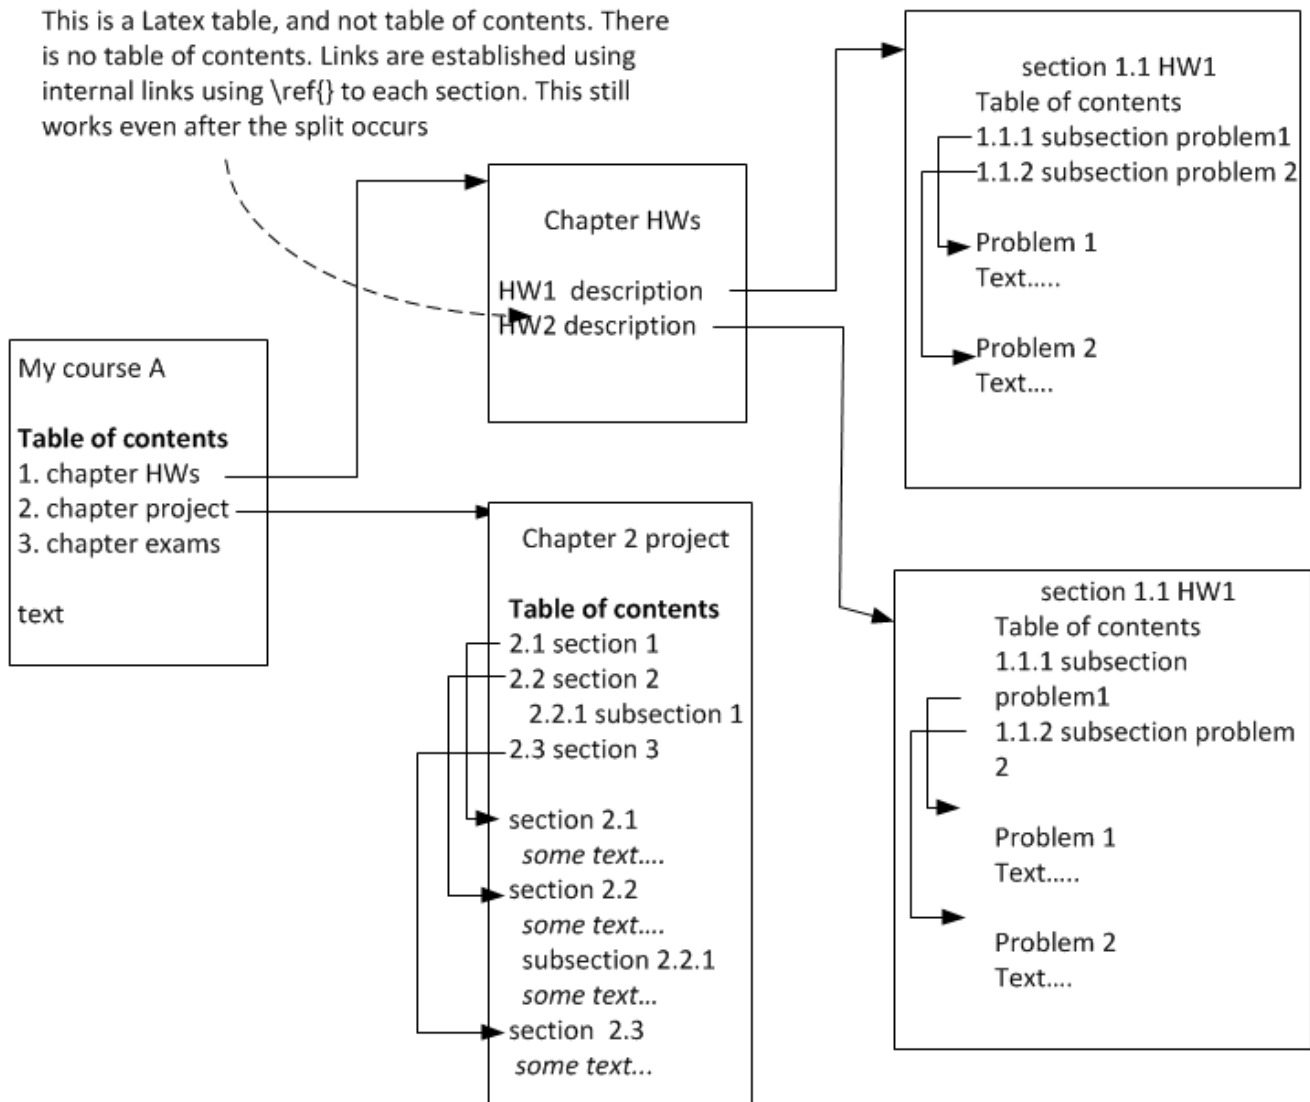 This is a Latex table, and not table of contents. There
is no table of contents. Links are established using
internal links using \ref{} to each section. This still
works even after the split occurs
My course A
Table of contents
1. chapter HWs
2. chapter project
3. chapter exams
text
Chapter HWs
HW1  description
HW2 description
Chapter 2 project
Table of contents
2.1 section 1
2.2 section 2
2.2.1 subsection 1
2.3 section 3
section 2.1
some text....
section 2.2
some text....
subsection 2.2.1
some text...
section  2.3
some text...
section 1.1 HW1
Table of contents
1.1.1 subsection problem1
1.1.2 subsection problem 2
Problem 1
Text.....
Problem 2
Text....
section 1.1 HW1
Table of contents
1.1.1 subsection
problem1
1.1.2 subsection problem
2
Problem 1
Text.....
Problem 2
Text....